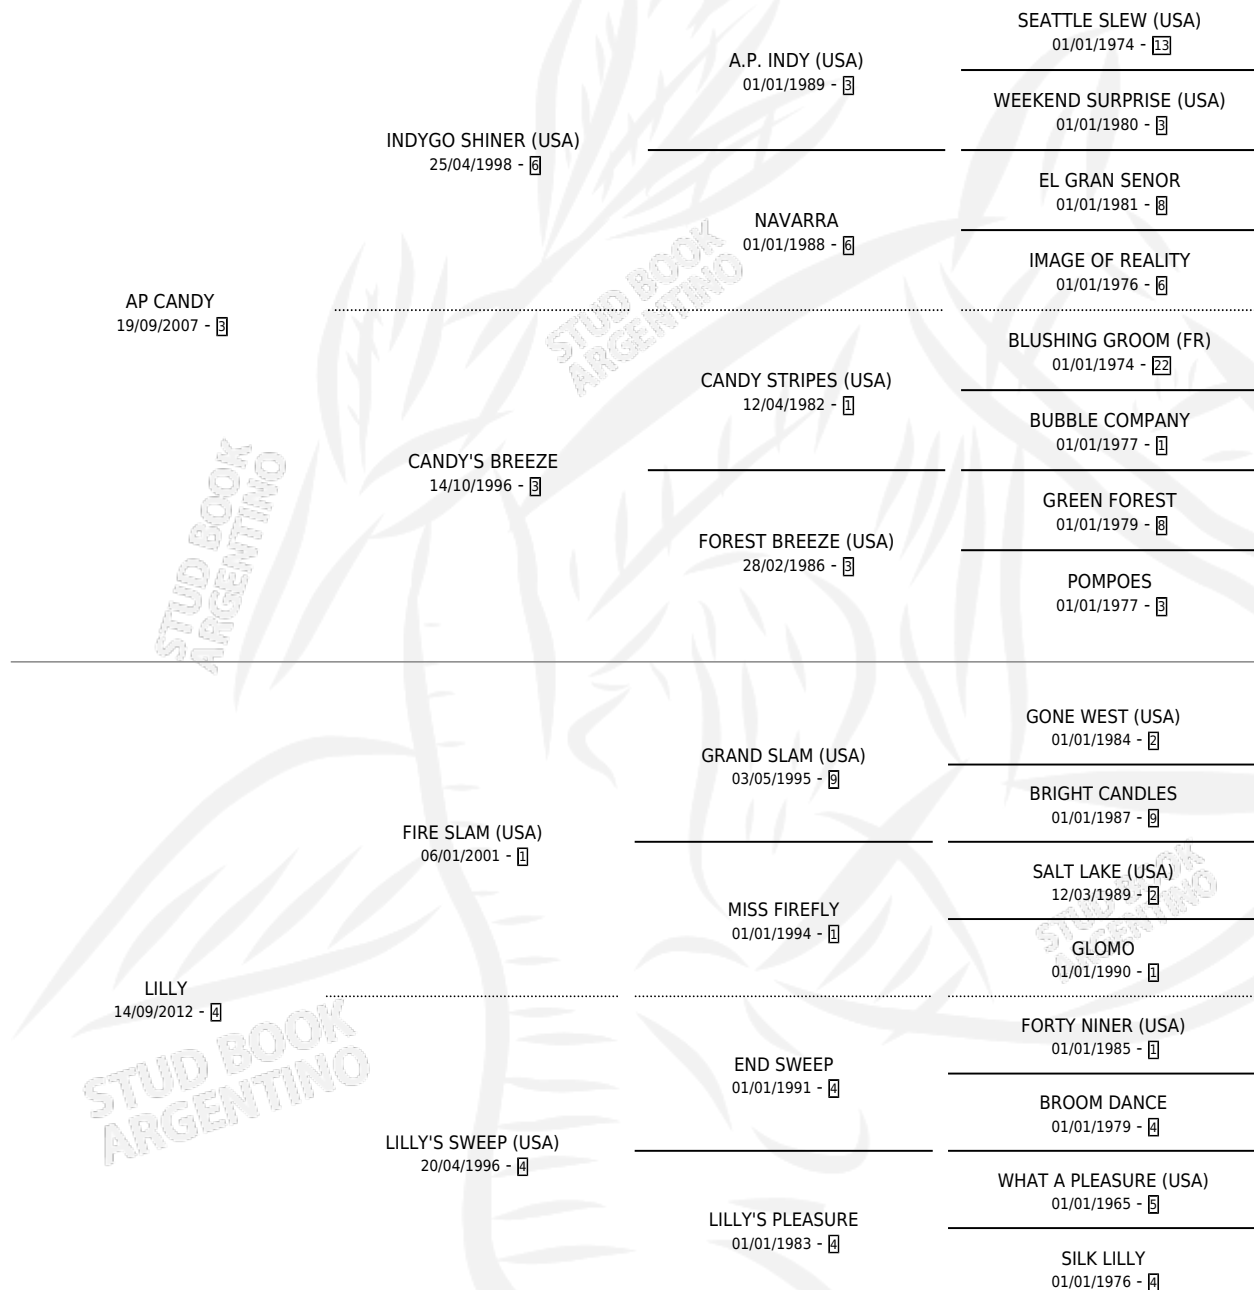 SEATTLE SLEW (USA)
01/01/1974 - 13
A.P. INDY (USA)
01/01/1989 - 3
WEEKEND SURPRISE (USA)
01/01/1980 - 3
INDYGO SHINER (USA)
25/04/1998 - 6
EL GRAN SENOR
01/01/1981 - 8
NAVARRA
01/01/1988 - 6
IMAGE OF REALITY
01/01/1976 - 6
AP CANDY
19/09/2007 - 3
BLUSHING GROOM (FR)
01/01/1974 - 22
CANDY STRIPES (USA)
12/04/1982 - 1
BUBBLE COMPANY
01/01/1977 - 1
CANDY'S BREEZE
14/10/1996 - 3
GREEN FOREST
01/01/1979 - 8
FOREST BREEZE (USA)
28/02/1986 - 3
POMPOES
01/01/1977 - 3
GONE WEST (USA)
01/01/1984 - 2
GRAND SLAM (USA)
03/05/1995 - 9
BRIGHT CANDLES
01/01/1987 - 9
FIRE SLAM (USA)
06/01/2001 - 1
SALT LAKE (USA)
12/03/1989 - 2
MISS FIREFLY
01/01/1994 - 1
GLOMO
01/01/1990 - 1
LILLY
14/09/2012 - 4
FORTY NINER (USA)
01/01/1985 - 1
END SWEEP
01/01/1991 - 4
BROOM DANCE
01/01/1979 - 4
LILLY'S SWEEP (USA)
20/04/1996 - 4
WHAT A PLEASURE (USA)
01/01/1965 - 5
LILLY'S PLEASURE
01/01/1983 - 4
SILK LILLY
01/01/1976 - 4
STUD BOOK
ARGENTINO
STUD BOOK
ARGENTINO
STUD BOOK
ARGENTINO
STUD BOOK
ARGENTINO